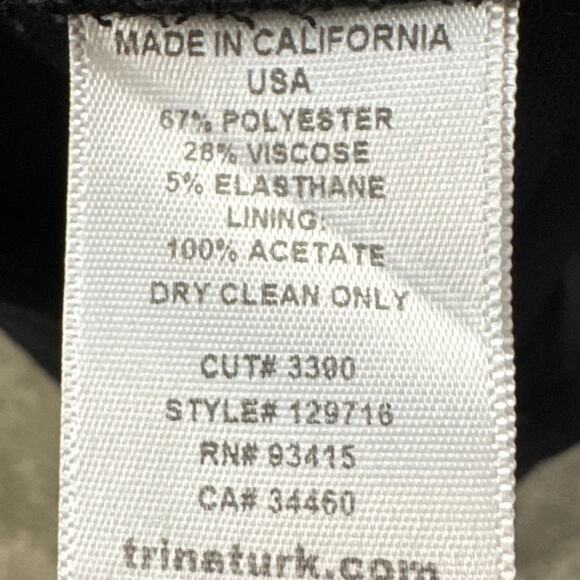 MADE IN CALIFORNIA
USA
67% POLYESTER
28% VISCOSE
5% ELASTHANE
LINING:
100% ACETATE
DRY CLEAN ONLY
CUT# 3390
STYLE# 129716
RN# 93415
CA# 34460
trinaturk.com